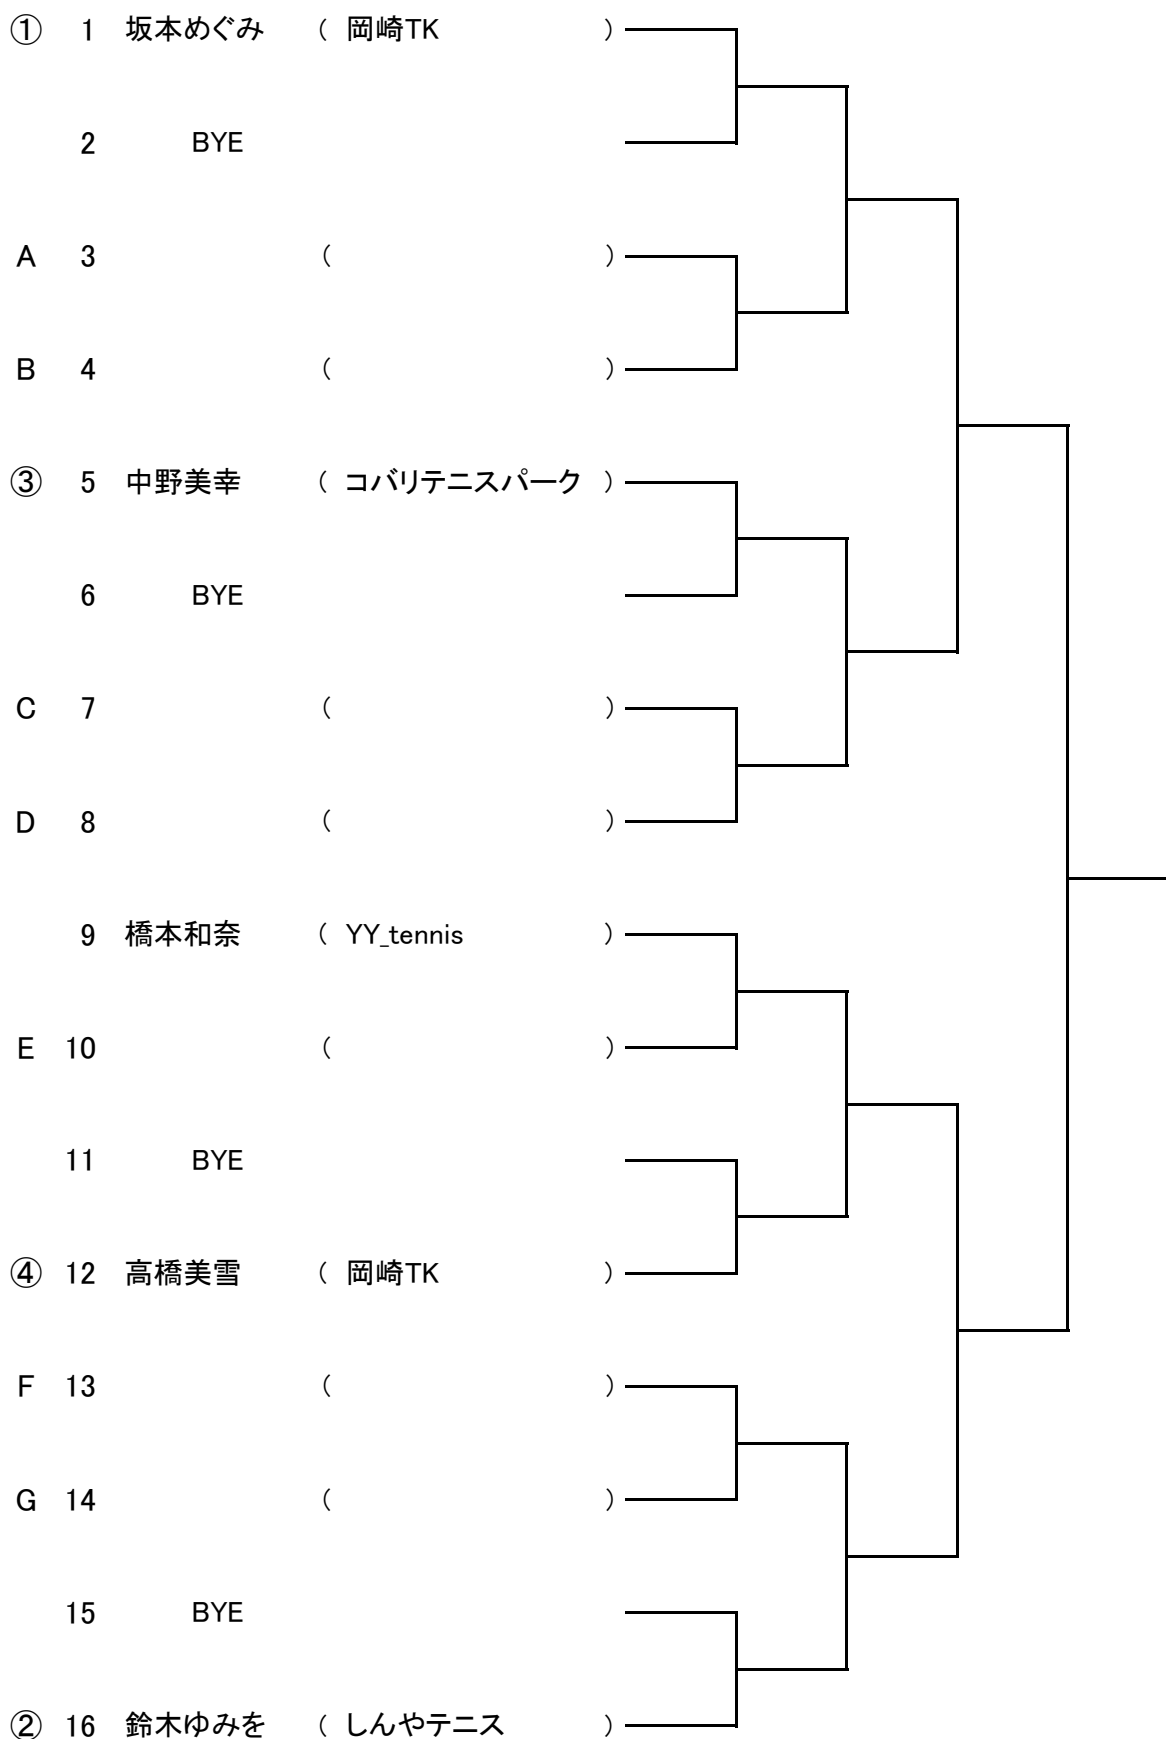 ① 1 坂本めぐみ ( 岡崎TK )
2 BYE
A 3 ( )
B 4 ( )
③ 5 中野美幸 ( コバリテニスパーク )
6 BYE
C 7 ( )
D 8 ( )
9 橋本和奈 ( YY_tennis )
E 10 ( )
11 BYE
④ 12 高橋美雪 ( 岡崎TK )
F 13 ( )
G 14 ( )
15 BYE
② 16 鈴木ゆみを ( しんやテニス )